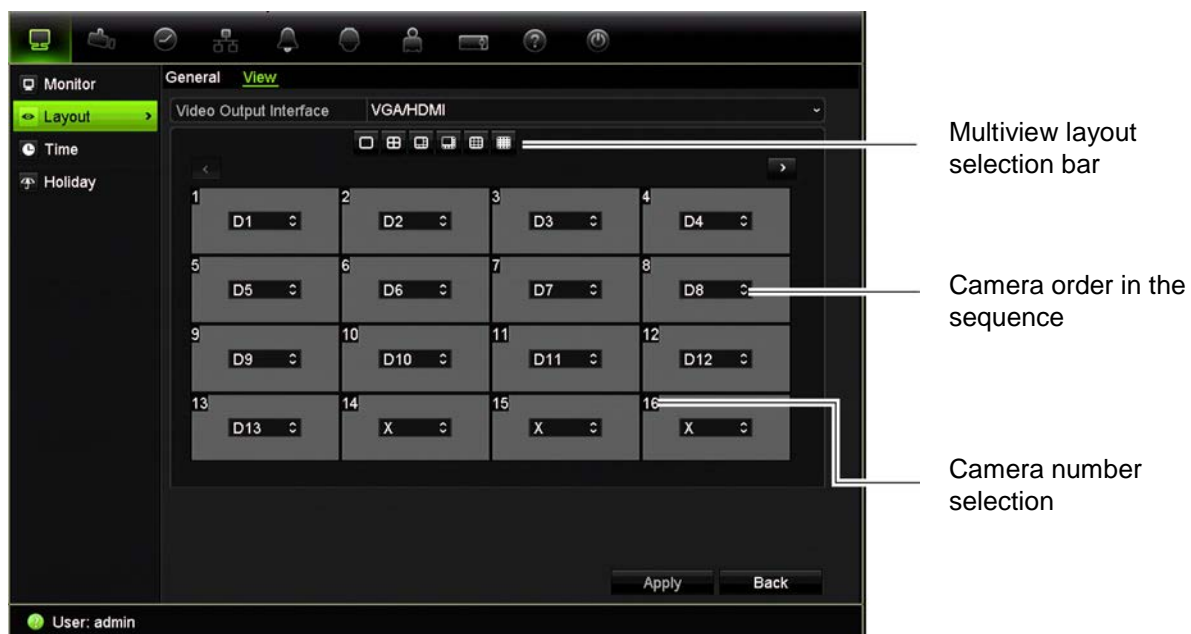 Monitor
Layout
Time
Holiday
General View
Video Output Interface VGA/HDMI
1 2 3 4
D1 D2 D3 D4
5 6 7 8
D5 D6 D7 D8
9 10 11 12
D9 D10 D11 D12
13 14 15 16
D13 X X X
Apply Back
User: admin
Multiview layout
selection bar
Camera order in the
sequence
Camera number
selection